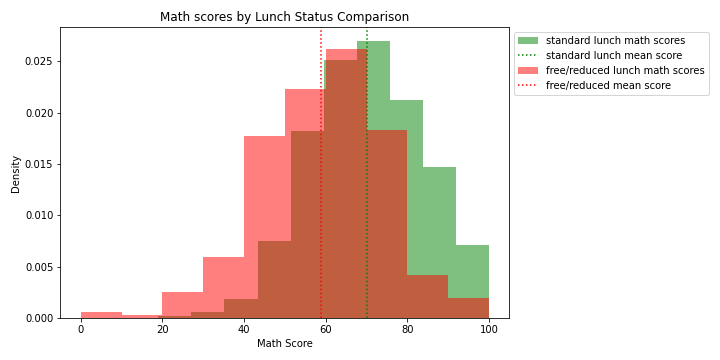 Math scores by Lunch Status Comparison
standard lunch math scores
standard lunch mean score
free/reduced lunch math scores
free/reduced mean score
Density
0.025
0.020
0.015
0.010
0.005
0.000
0 20 40 60 80 100
Math Score